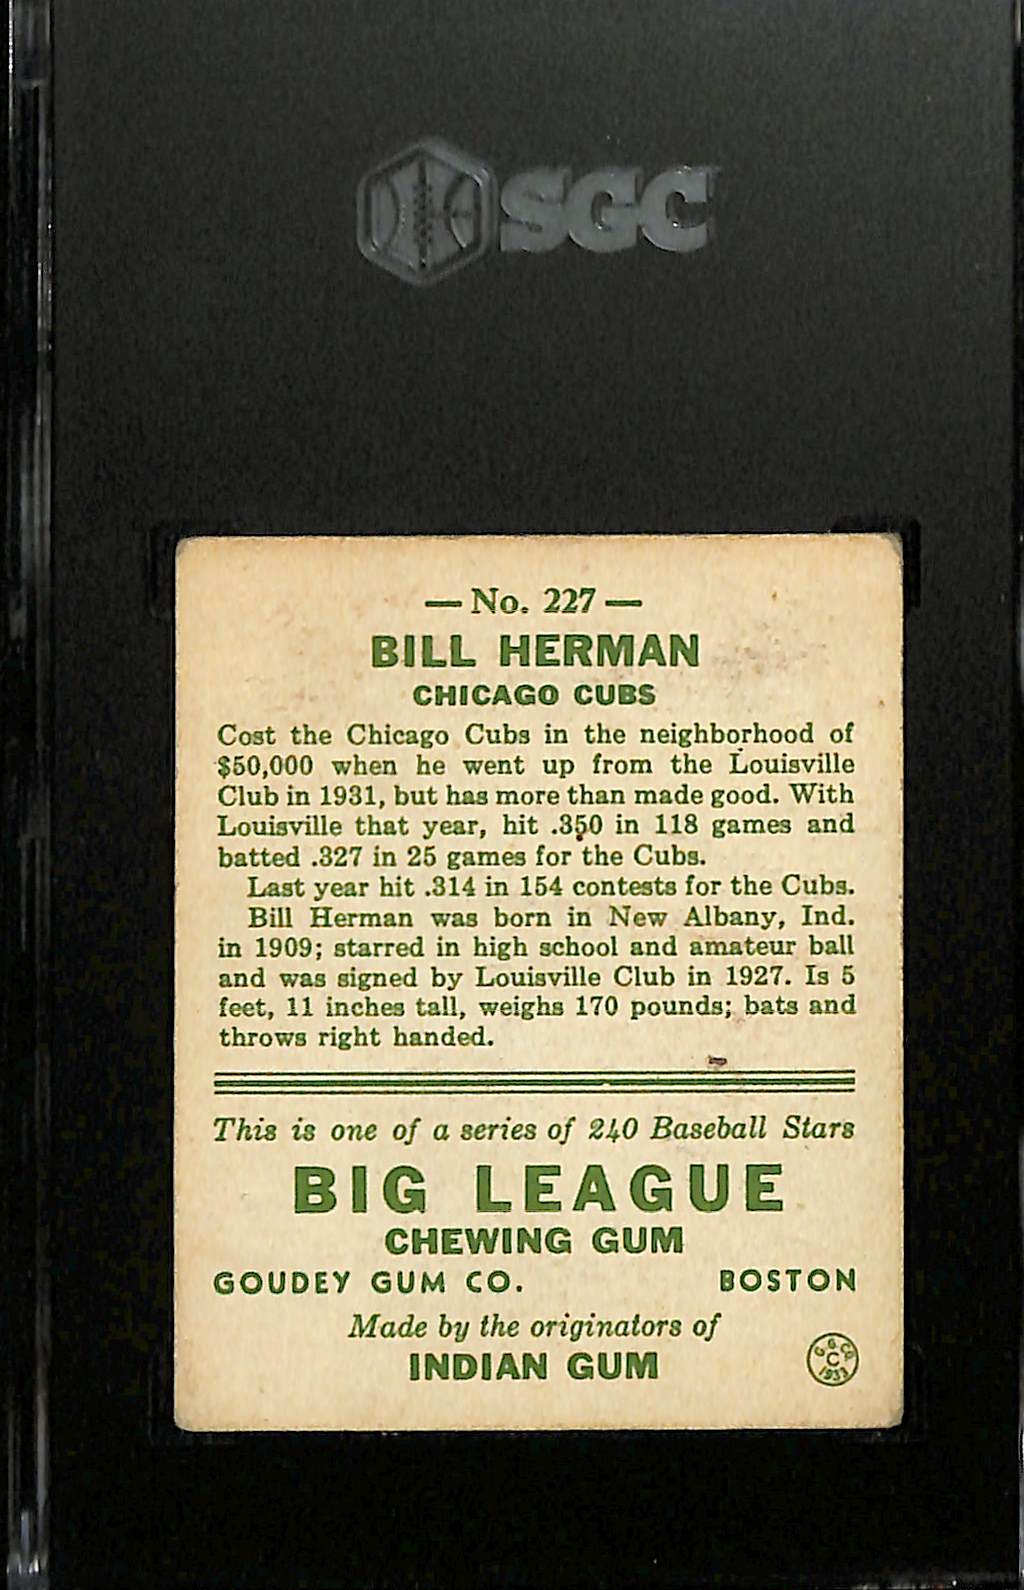 SGC
— No. 227 —
BILL HERMAN
CHICAGO CUBS
Cost the Chicago Cubs in the neighborhood of
$50,000 when he went up from the Louisville
Club in 1931, but has more than made good. With
Louisville that year, hit .350 in 118 games and
batted .327 in 25 games for the Cubs.
Last year hit .314 in 154 contests for the Cubs.
Bill Herman was born in New Albany, Ind.
in 1909; starred in high school and amateur ball
and was signed by Louisville Club in 1927. Is 5
feet, 11 inches tall, weighs 170 pounds; bats and
throws right handed.
This is one of a series of 240 Baseball Stars
BIG LEAGUE
CHEWING GUM
GOUDEY GUM CO. BOSTON
Made by the originators of
INDIAN GUM
G.G.Co.
C
1933